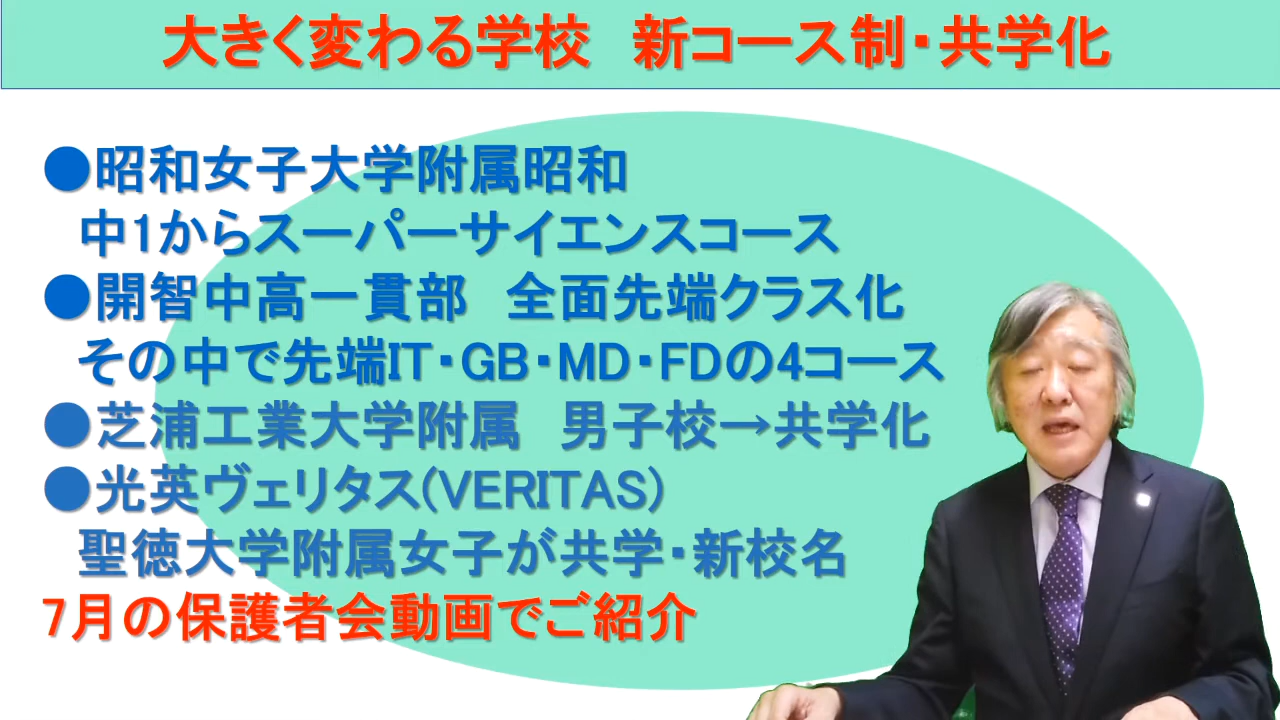 大きく変わる学校　新コース制・共学化
●昭和女子大学附属昭和
中1からスーパーサイエンスコース
●開智中高一貫部　全面先端クラス化
その中で先端IT・GB・MD・FDの4コース
●芝浦工業大学附属　男子校→共学化
●光英ヴェリタス(VERITAS)
聖徳大学附属女子が共学・新校名
7月の保護者会動画でご紹介